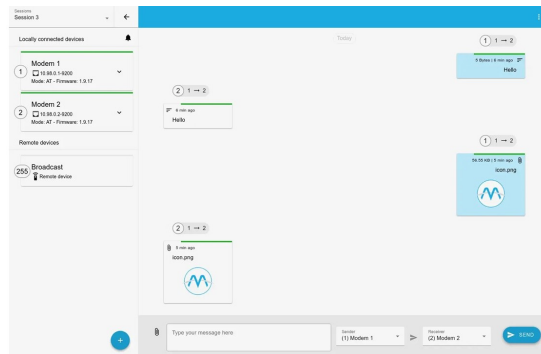 Sessions
Session 3
Locally connected devices
1
Modem 1
10.98.0.1-9200
Mode: AT - Firmware: 1.9.17
2
Modem 2
10.98.0.2-9200
Mode: AT - Firmware: 1.9.17
Remote devices
255
Broadcast
Remote device
+
Today
1 1 → 2
5 Bytes | 6 min ago
Hello
2 1 → 2
6 min ago
Hello
1 1 → 2
59.55 KB | 5 min ago
icon.png
2 1 → 2
5 min ago
icon.png
Type your message here
Sender
(1) Modem 1
Receiver
(2) Modem 2
SEND